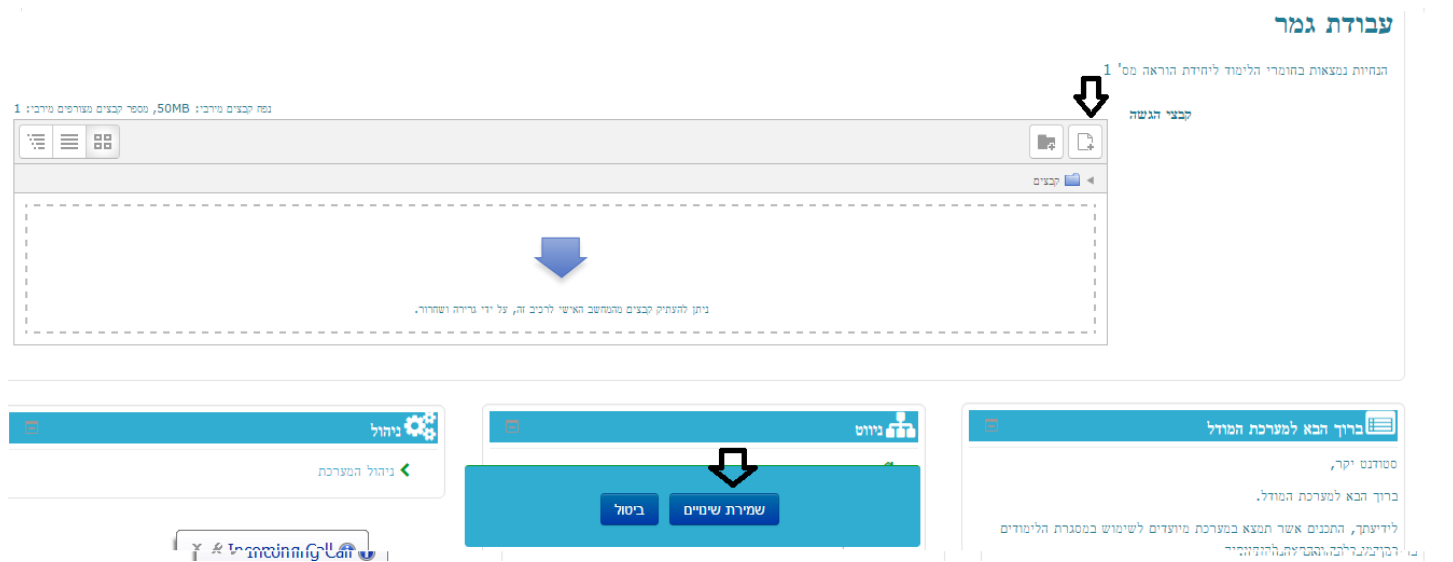 עבודת גמר
הנחיות נמצאות בחומרי הלימוד ליחידת הוראה מס' 1
קבצי הגשה
נפח קבצים מירבי: 50MB, מספר קבצים מצורפים מירבי: 1
קבצים
ניתן להעתיק קבצים מהמחשב האישי לרכיב זה, על ידי גרירה ושחרור.
ברוך הבא למערכת המודל
סטודנט יקר,
ברוך הבא למערכת המודל.
לידיעתך, התכנים אשר תמצא במערכת מיועדים לשימוש במסגרת הלימודים
ניווט
שמירת שינויים
ביטול
ניהול
ניהול המערכת
Incoming Call